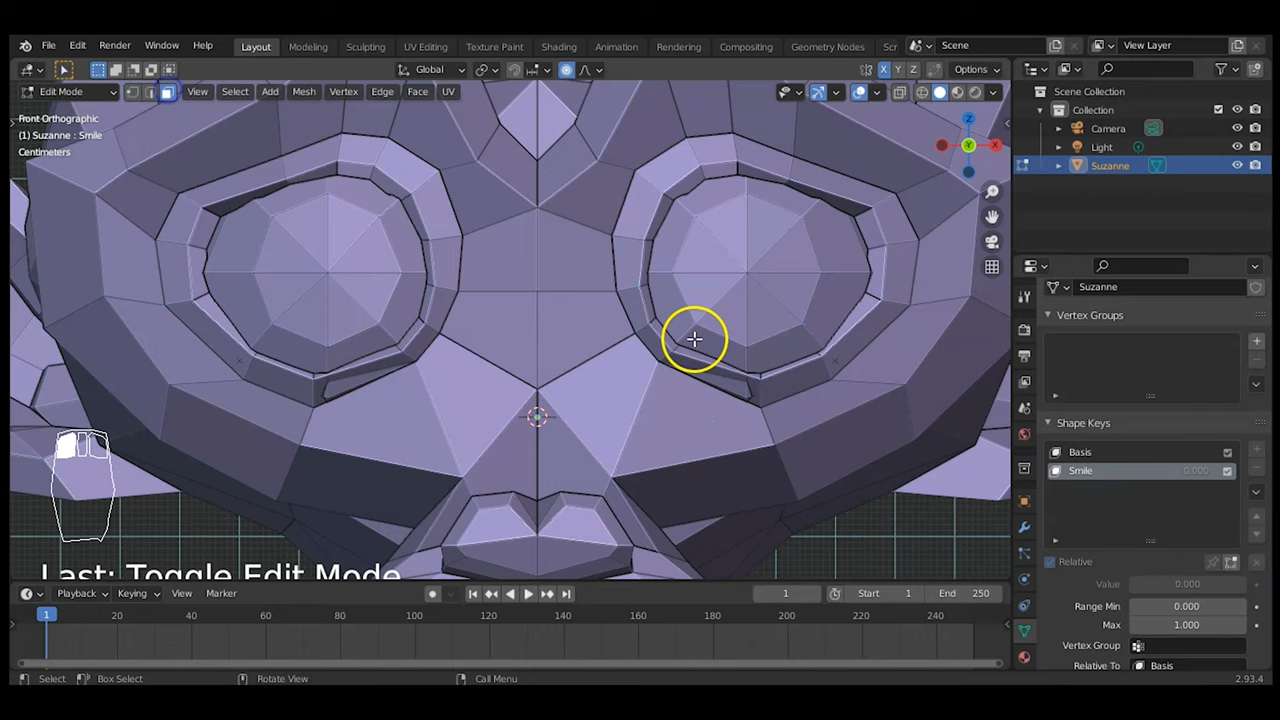 File Edit Render Window Help Layout Modeling Sculpting UV Editing Texture Paint Shading Animation Rendering Compositing Geometry Nodes Scr Scene View Layer
Global X Y Z Options
Edit Mode View Select Add Mesh Vertex Edge Face UV
Front Orthographic
(1) Suzanne : Smile
Centimeters
Z
Y X
Last: Toggle Edit Mode
Scene Collection
Collection
Camera
Light
Suzanne
Suzanne
Vertex Groups
Shape Keys
Basis
Smile 0.000
Relative
Value 0.000
Range Min 0.000
Max 1.000
Vertex Group
Relative To Basis
Playback Keying View Marker 1 Start 1 End 250
1 20 40 60 80 100 120 140 160 180 200 220 240
Select Box Select Rotate View Call Menu 2.93.4